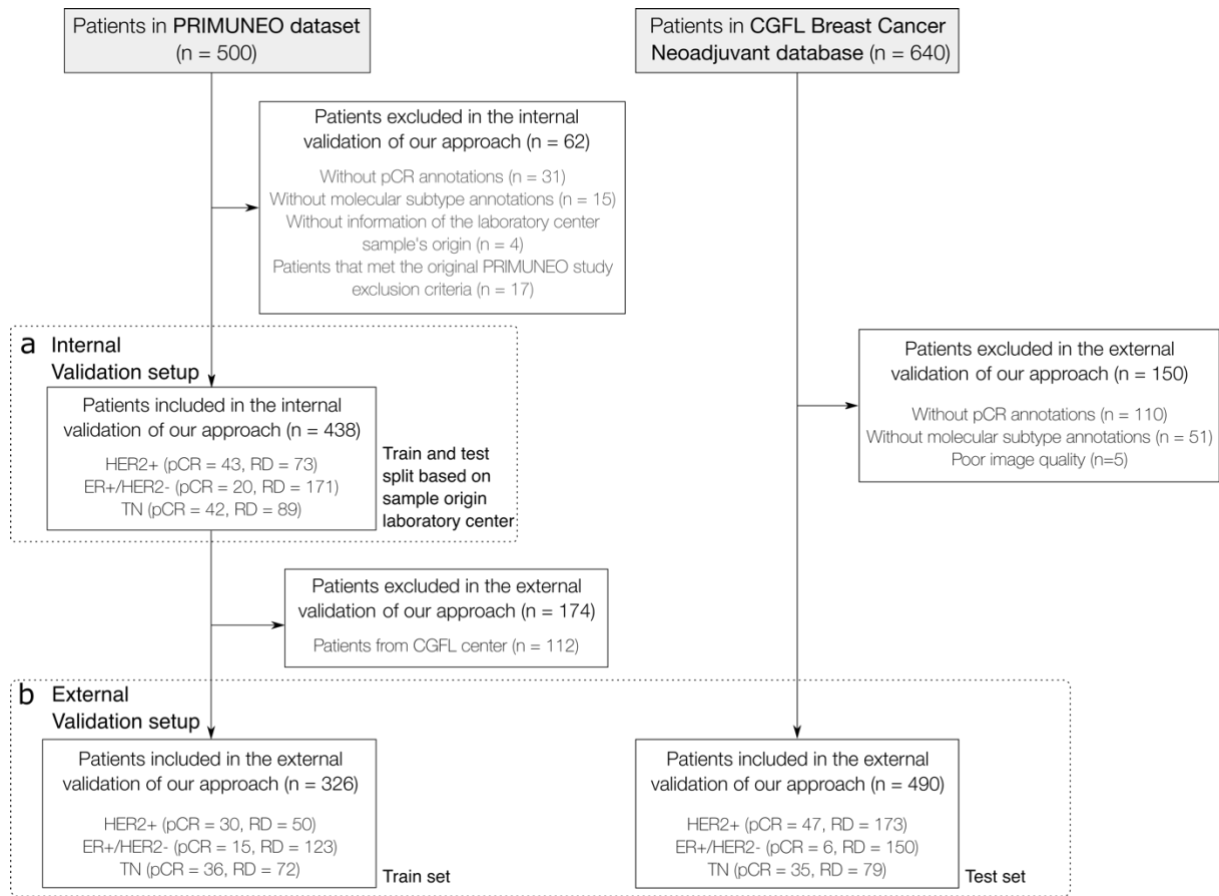 Patients in PRIMUNEO dataset
(n = 500)
Patients in CGFL Breast Cancer
Neoadjuvant database (n = 640)
Patients excluded in the internal
validation of our approach (n = 62)
Without pCR annotations (n = 31)
Without molecular subtype annotations (n = 15)
Without information of the laboratory center
sample's origin (n = 4)
Patients that met the original PRIMUNEO study
exclusion criteria (n = 17)
a Internal
Validation setup
Patients included in the internal
validation of our approach (n = 438)
HER2+ (pCR = 43, RD = 73)
ER+/HER2- (pCR = 20, RD = 171)
TN (pCR = 42, RD = 89)
Train and test
split based on
sample origin
laboratory center
Patients excluded in the external
validation of our approach (n = 150)
Without pCR annotations (n = 110)
Without molecular subtype annotations (n = 51)
Poor image quality (n=5)
Patients excluded in the external
validation of our approach (n = 174)
Patients from CGFL center (n = 112)
b External
Validation setup
Patients included in the external
validation of our approach (n = 326)
HER2+ (pCR = 30, RD = 50)
ER+/HER2- (pCR = 15, RD = 123)
TN (pCR = 36, RD = 72)
Train set
Patients included in the external
validation of our approach (n = 490)
HER2+ (pCR = 47, RD = 173)
ER+/HER2- (pCR = 6, RD = 150)
TN (pCR = 35, RD = 79)
Test set